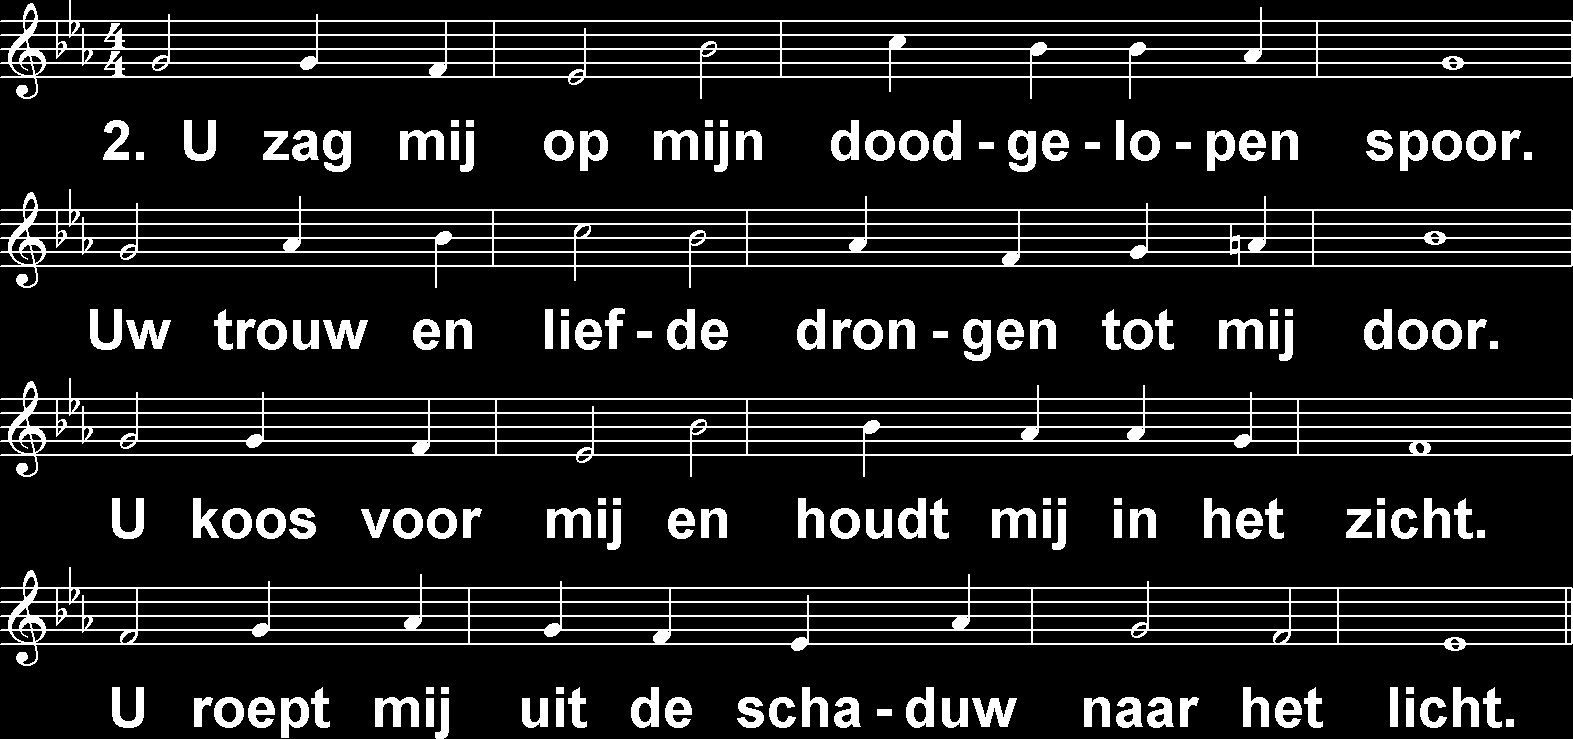 2. U zag mij op mijn dood - ge - lo - pen spoor.
Uw trouw en lief - de dron - gen tot mij door.
U koos voor mij en houdt mij in het zicht.
U roept mij uit de scha - duw naar het licht.